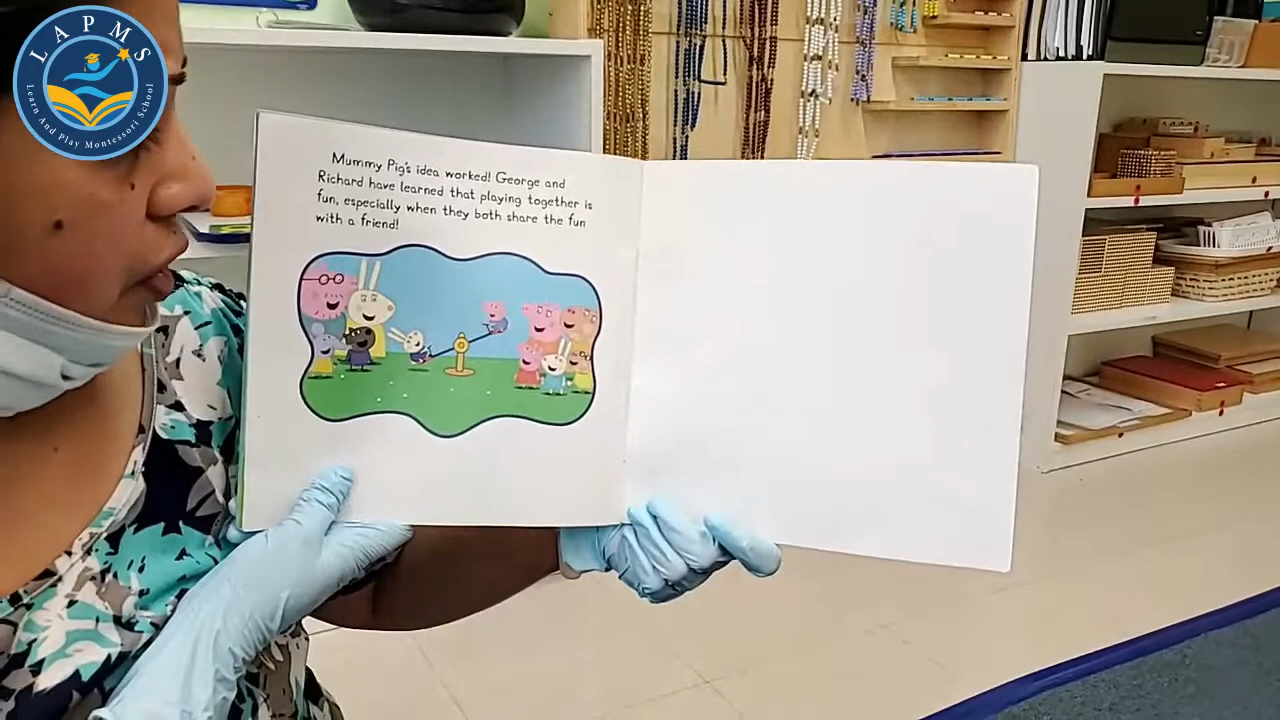 LAPMS
Learn And Play Montessori School
Mummy Pig's idea worked! George and
Richard have learned that playing together is
fun, especially when they both share the fun
with a friend!